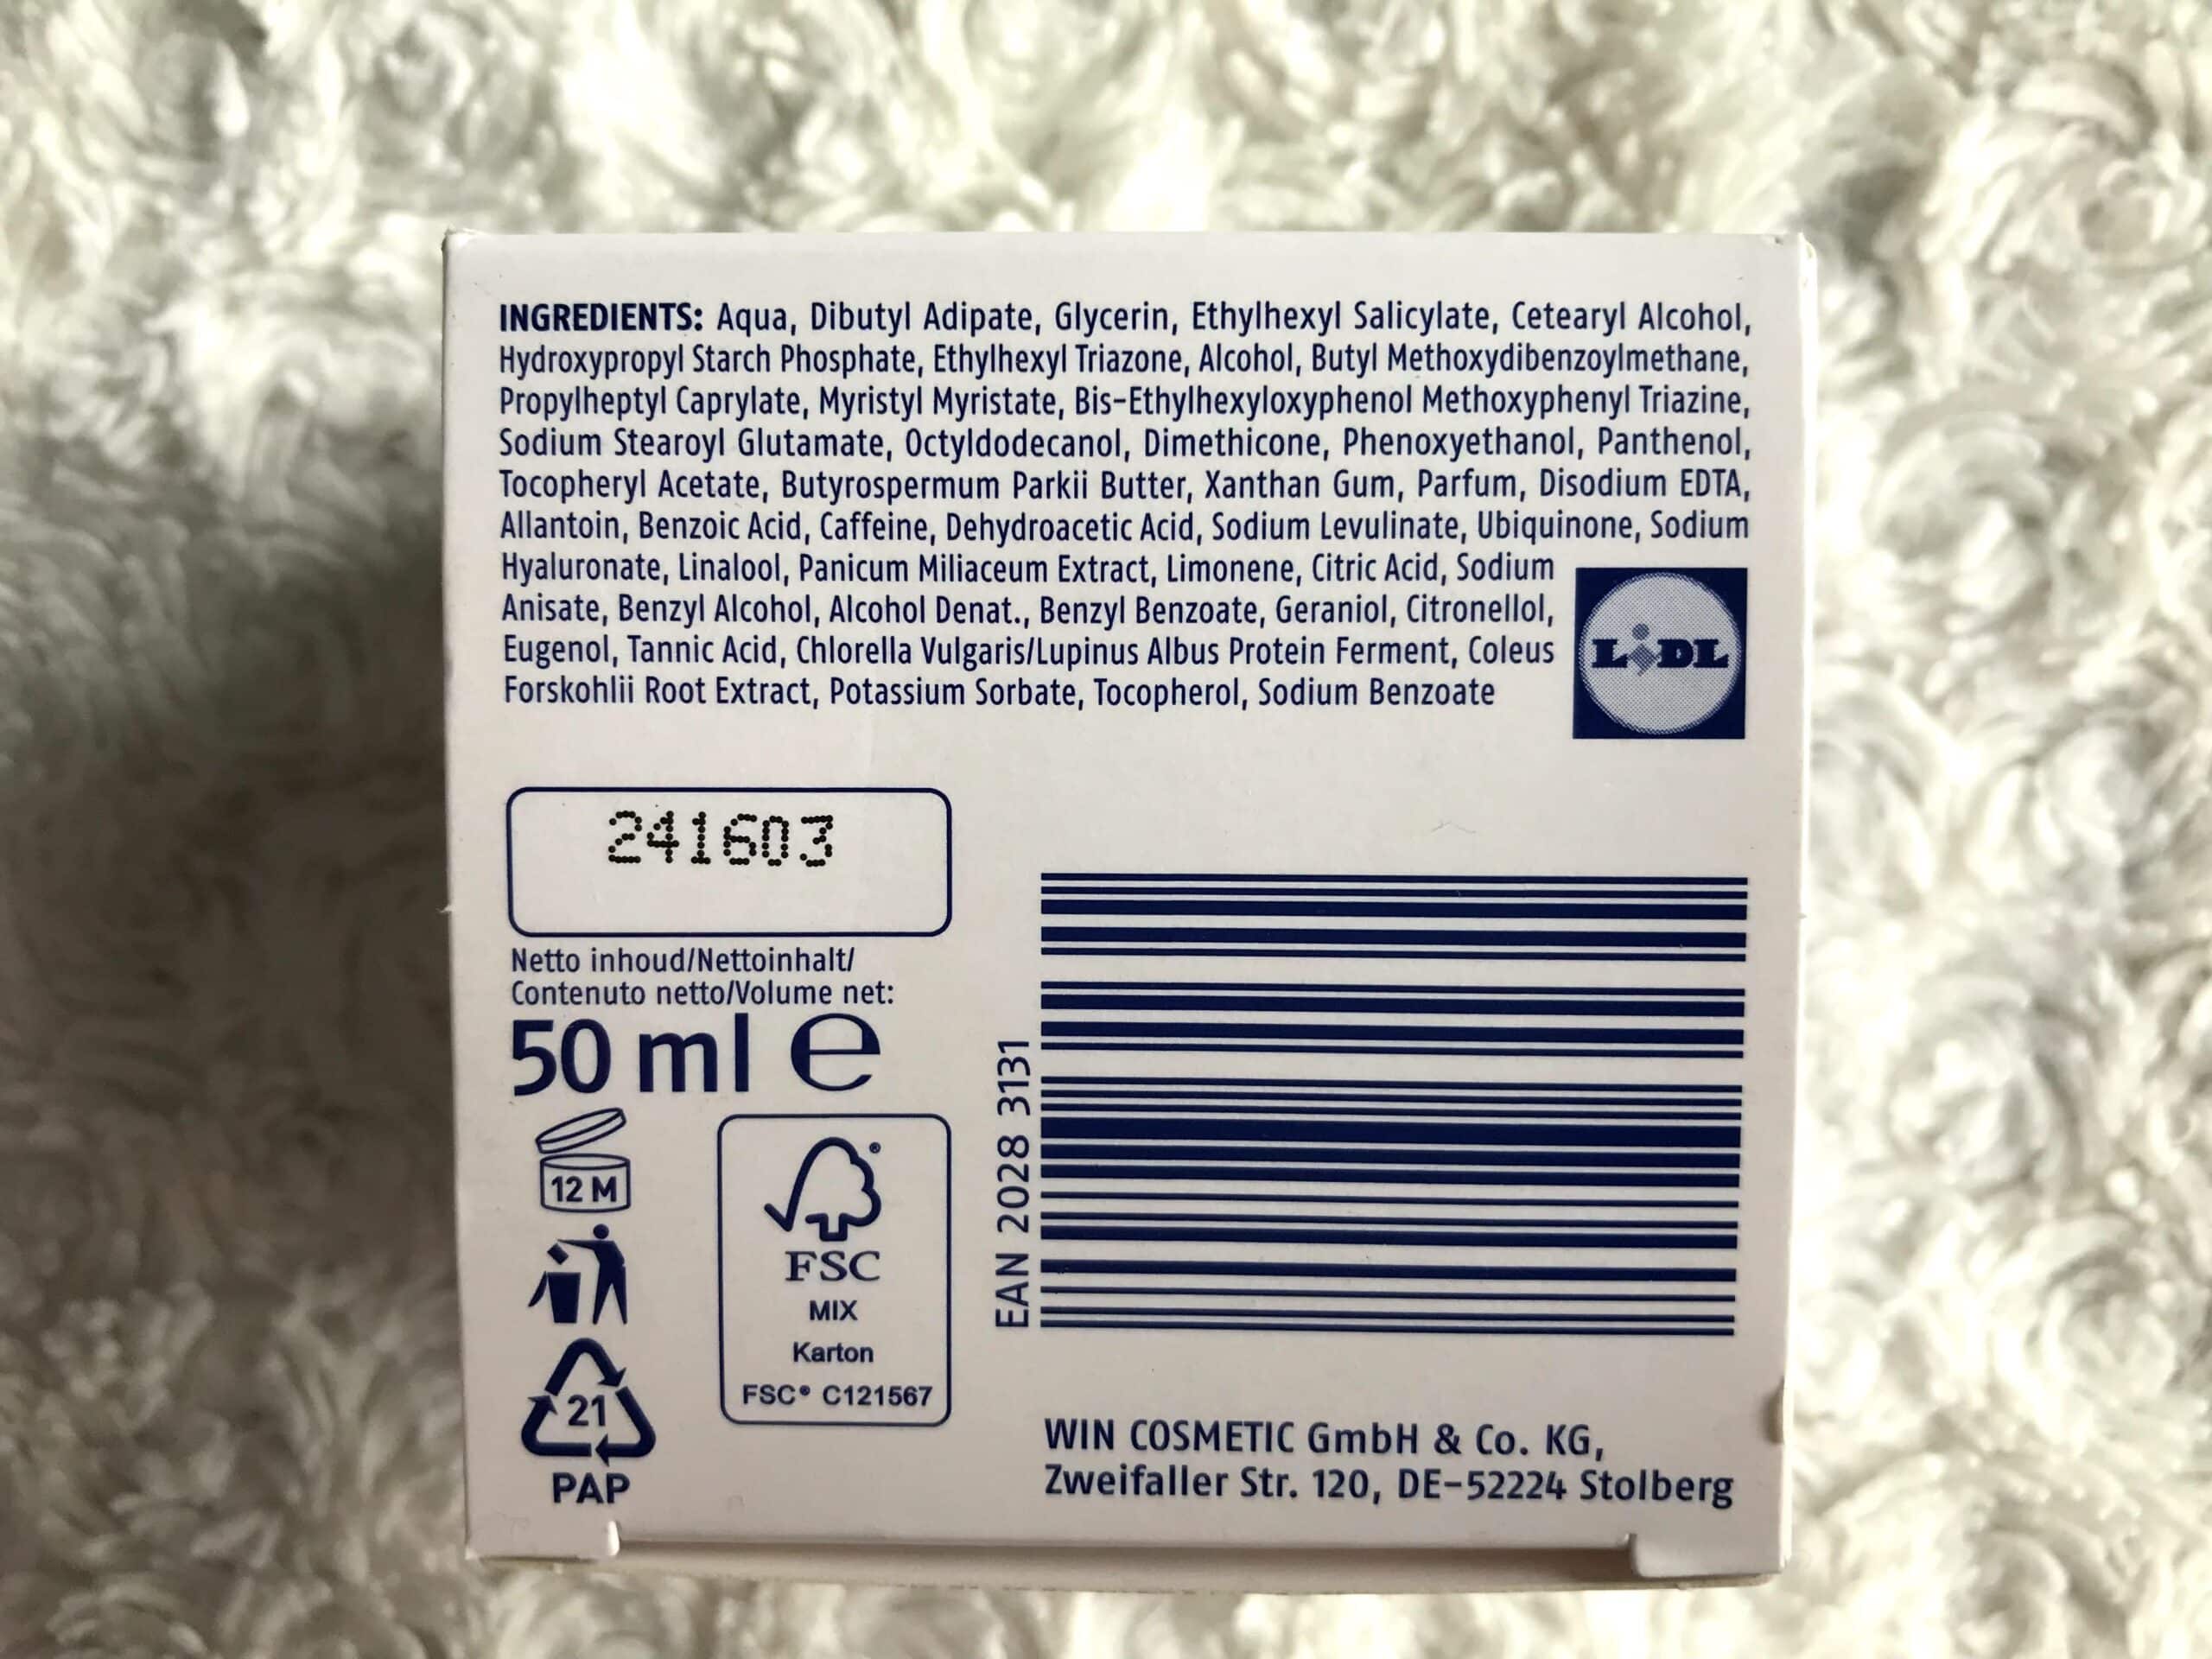 INGREDIENTS: Aqua, Dibutyl Adipate, Glycerin, Ethylhexyl Salicylate, Cetearyl Alcohol,
Hydroxypropyl Starch Phosphate, Ethylhexyl Triazone, Alcohol, Butyl Methoxydibenzoylmethane,
Propylheptyl Caprylate, Myristyl Myristate, Bis-Ethylhexyloxyphenol Methoxyphenyl Triazine,
Sodium Stearoyl Glutamate, Octyldodecanol, Dimethicone, Phenoxyethanol, Panthenol,
Tocopheryl Acetate, Butyrospermum Parkii Butter, Xanthan Gum, Parfum, Disodium EDTA,
Allantoin, Benzoic Acid, Caffeine, Dehydroacetic Acid, Sodium Levulinate, Ubiquinone, Sodium
Hyaluronate, Linalool, Panicum Miliaceum Extract, Limonene, Citric Acid, Sodium
Anisate, Benzyl Alcohol, Alcohol Denat., Benzyl Benzoate, Geraniol, Citronellol,
Eugenol, Tannic Acid, Chlorella Vulgaris/Lupinus Albus Protein Ferment, Coleus
Forskohlii Root Extract, Potassium Sorbate, Tocopherol, Sodium Benzoate
LiDL
241603
Netto inhoud/Nettoinhalt/
Contenuto netto/Volume net:
50 ml e
12 M
21
PAP
®
FSC
MIX
Karton
FSC® C121567
EAN 2028 3131
WIN COSMETIC GmbH & Co. KG,
Zweifaller Str. 120, DE-52224 Stolberg